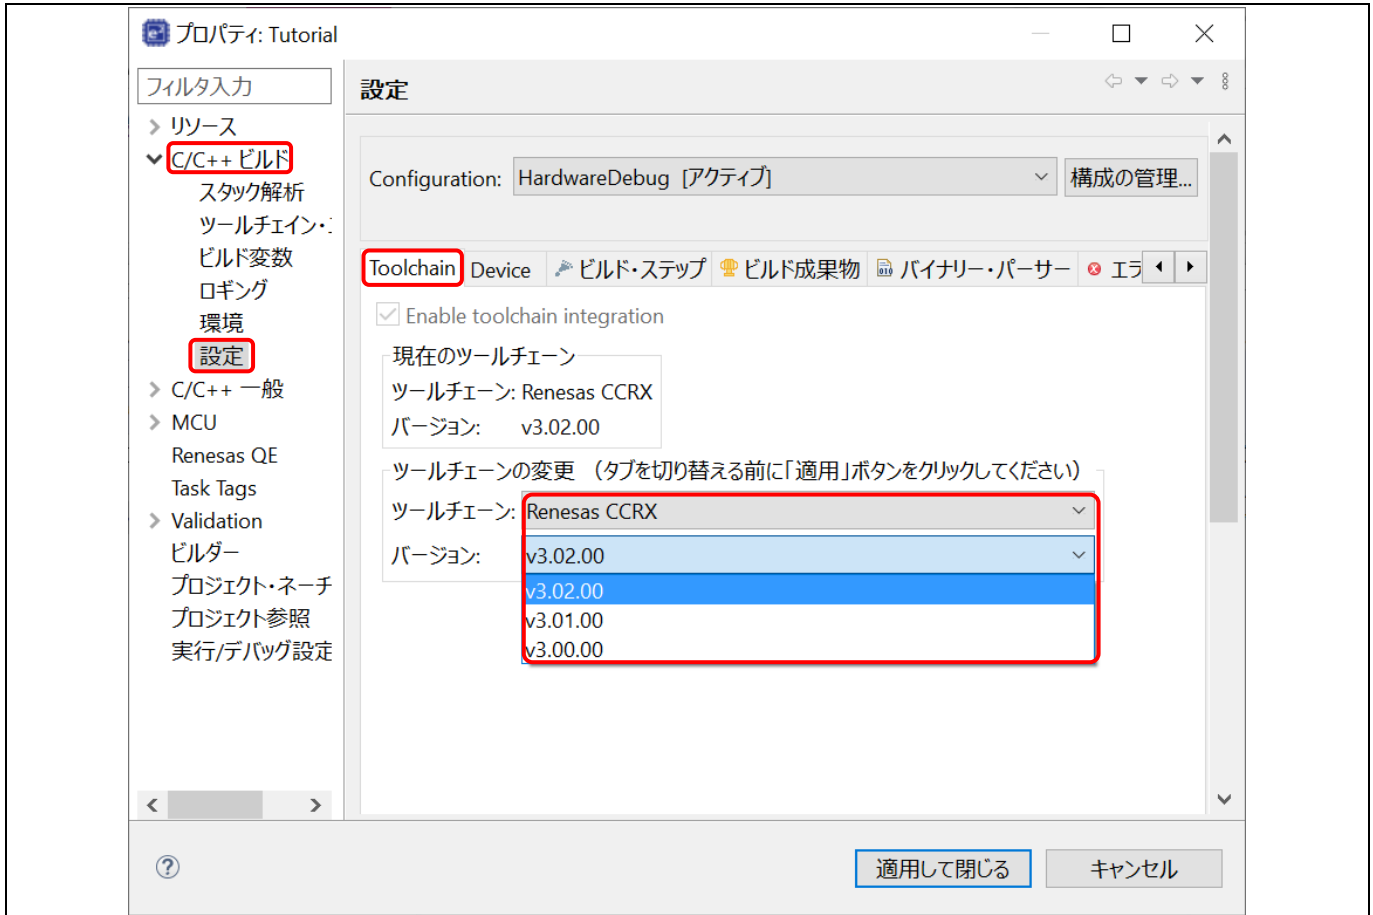 プロパティ: Tutorial
フィルタ入力
リソース
C/C++ ビルド
スタック解析
ツールチェイン・
ビルド変数
ロギング
環境
設定
C/C++ 一般
MCU
Renesas QE
Task Tags
Validation
ビルダー
プロジェクト・ネーチ
プロジェクト参照
実行/デバッグ設定
設定
Configuration: HardwareDebug [アクティブ] 構成の管理...
Toolchain Device ビルド・ステップ ビルド成果物 バイナリー・パーサー エラ
Enable toolchain integration
現在のツールチェーン
ツールチェーン: Renesas CCRX
バージョン: v3.02.00
ツールチェーンの変更 （タブを切り替える前に「適用」ボタンをクリックしてください）
ツールチェーン: Renesas CCRX
バージョン: v3.02.00
v3.02.00
v3.01.00
v3.00.00
適用して閉じる キャンセル